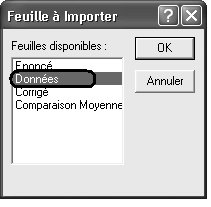 Feuille à Importer
Feuilles disponibles :
OK
Annuler
Enoncé
Données
Corrigé
Comparaison Moyenne